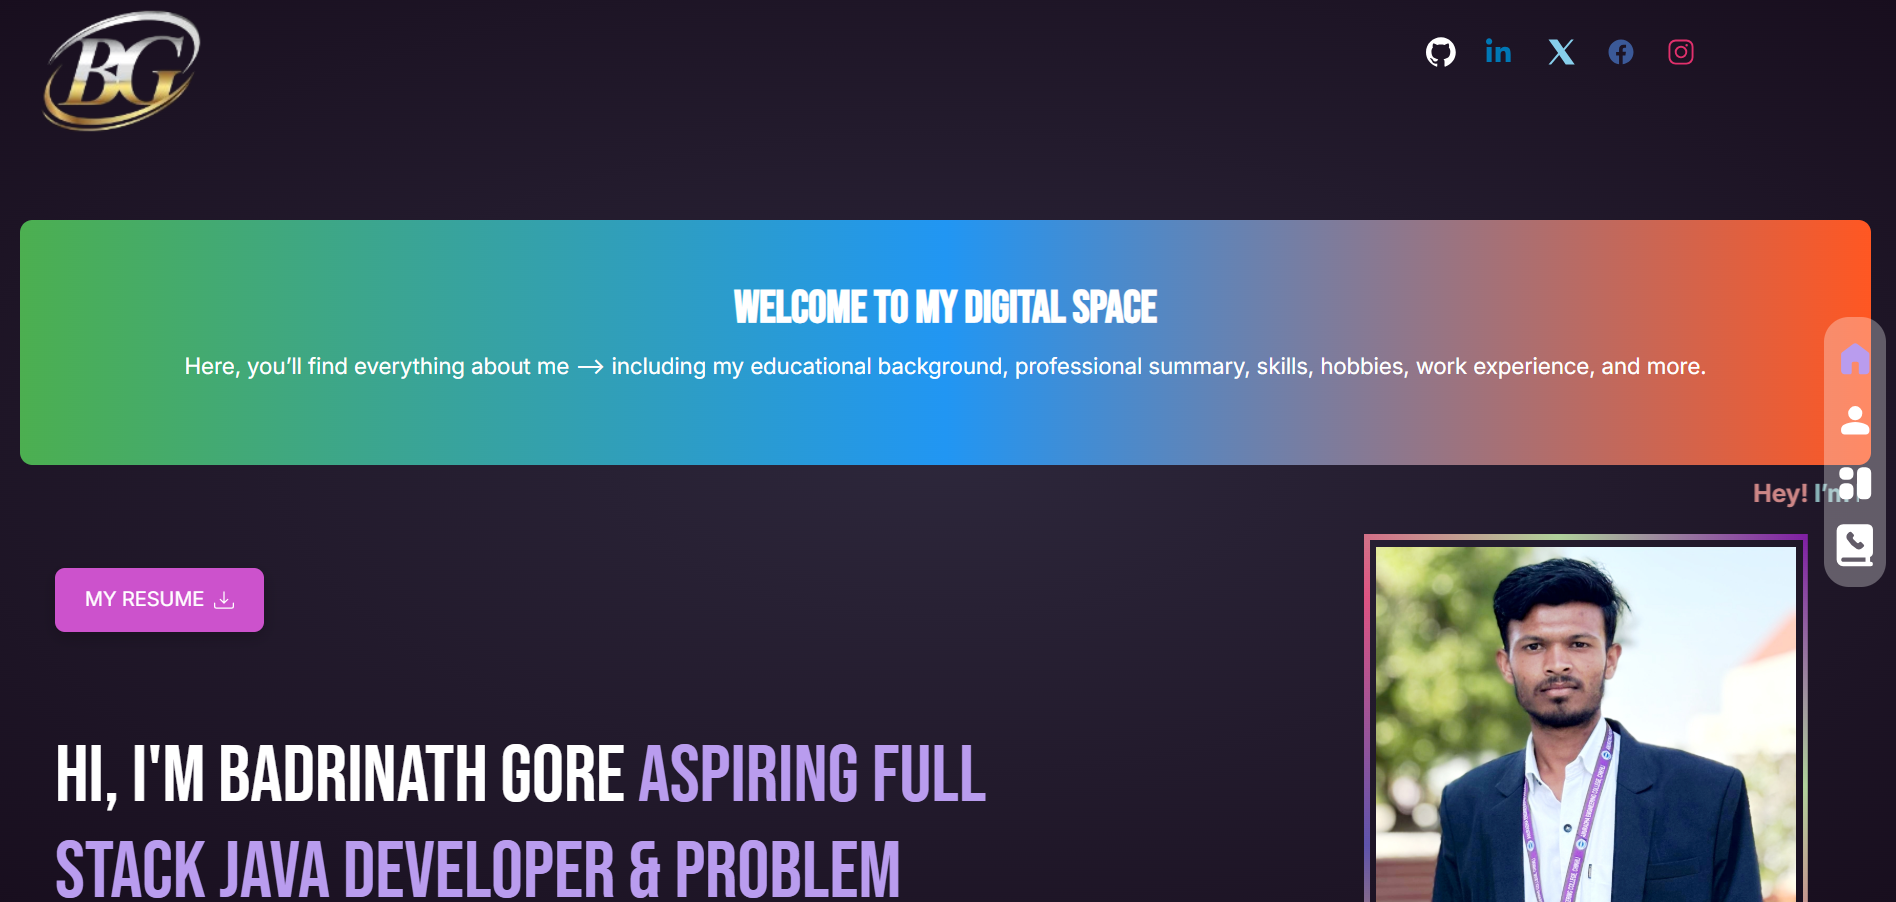 BG
WELCOME TO MY DIGITAL SPACE
Here, you’ll find everything about me —> including my educational background, professional summary, skills, hobbies, work experience, and more.
Hey! I’m
MY RESUME
HI, I'M BADRINATH GORE ASPIRING FULL
STACK JAVA DEVELOPER & PROBLEM